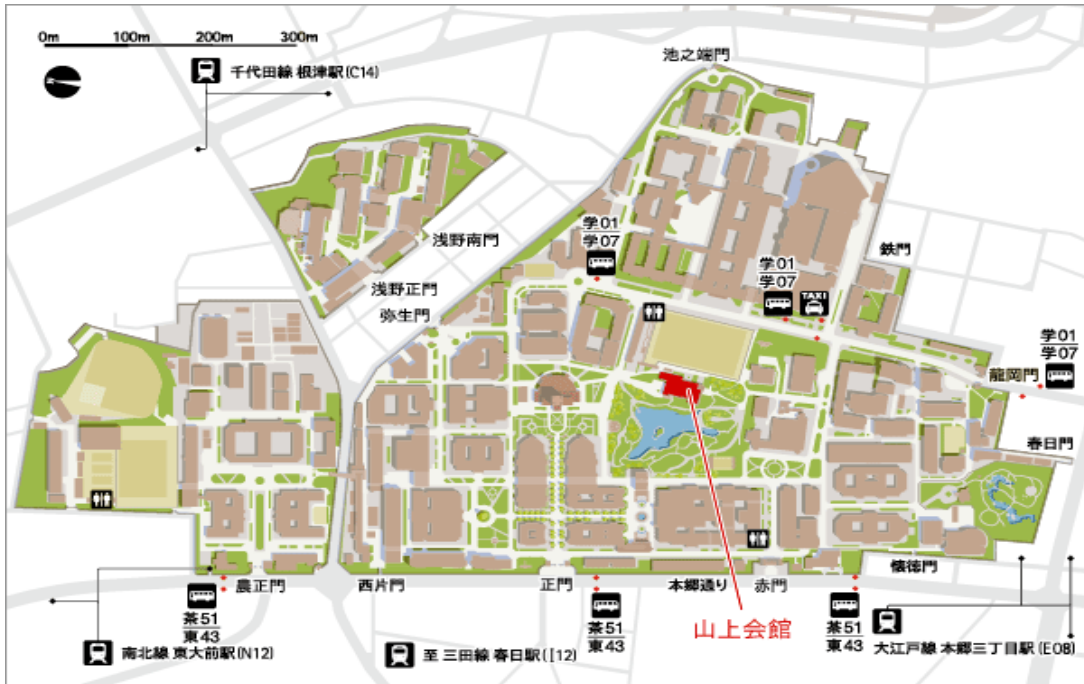 0m 100m 200m 300m
千代田線 根津駅(C14)
池之端門
浅野南門
学01
学07
浅野正門
弥生門
学01
学07
TAXI
鉄門
学01
学07
龍岡門
春日門
農正門
西片門
正門
本郷通り
赤門
懐徳門
茶51
東43
南北線 東大前駅(N12)
至 三田線 春日駅(I12)
茶51
東43
山上会館
茶51
東43
大江戸線 本郷三丁目駅(E08)